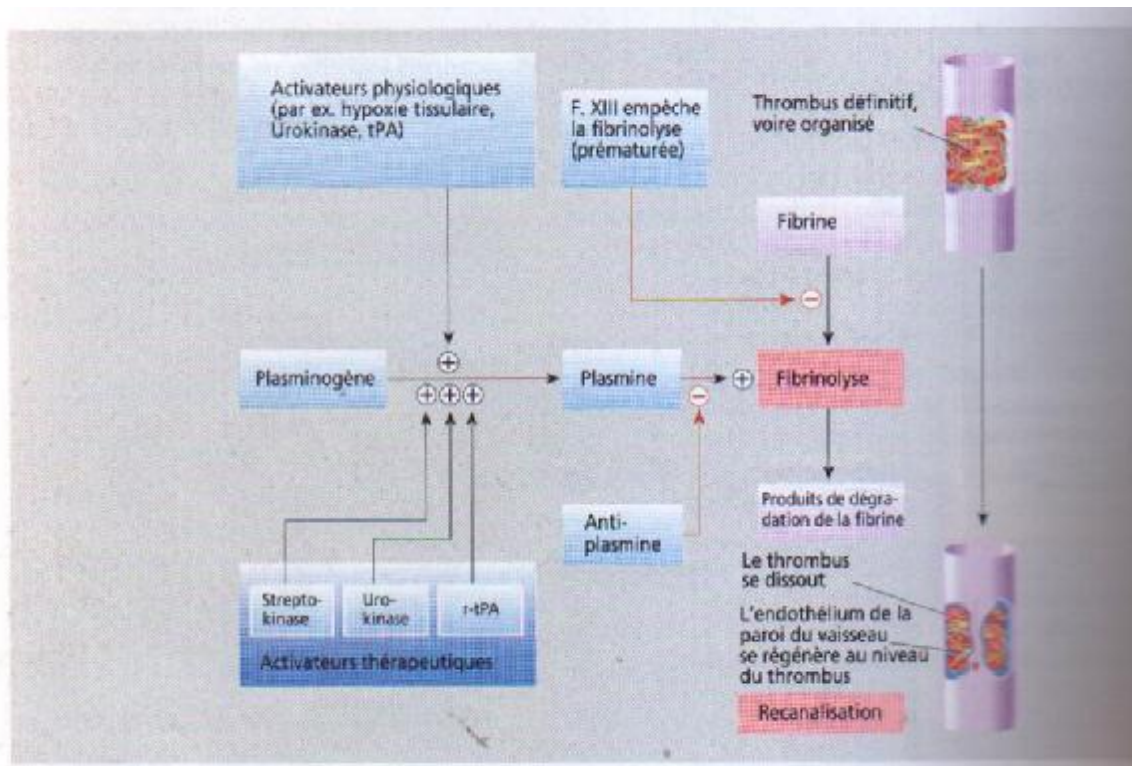 Activateurs physiologiques
(par ex. hypoxie tissulaire,
Urokinase, tPA)
F. XIII empèche
la fibrinolyse
(prématurée)
Thrombus définitif,
voire organisé
Fibrine
Plasminogène
Plasmine
Fibrinolyse
Anti-
plasmine
Produits de dégra-
dation de la fibrine
Strepto-
kinase
Uro-
kinase
r-tPA
Activateurs thérapeutiques
Le thrombus
se dissout
L'endothélium de la
paroi du vaisseau
se régénère au niveau
du thrombus
Recanalisation